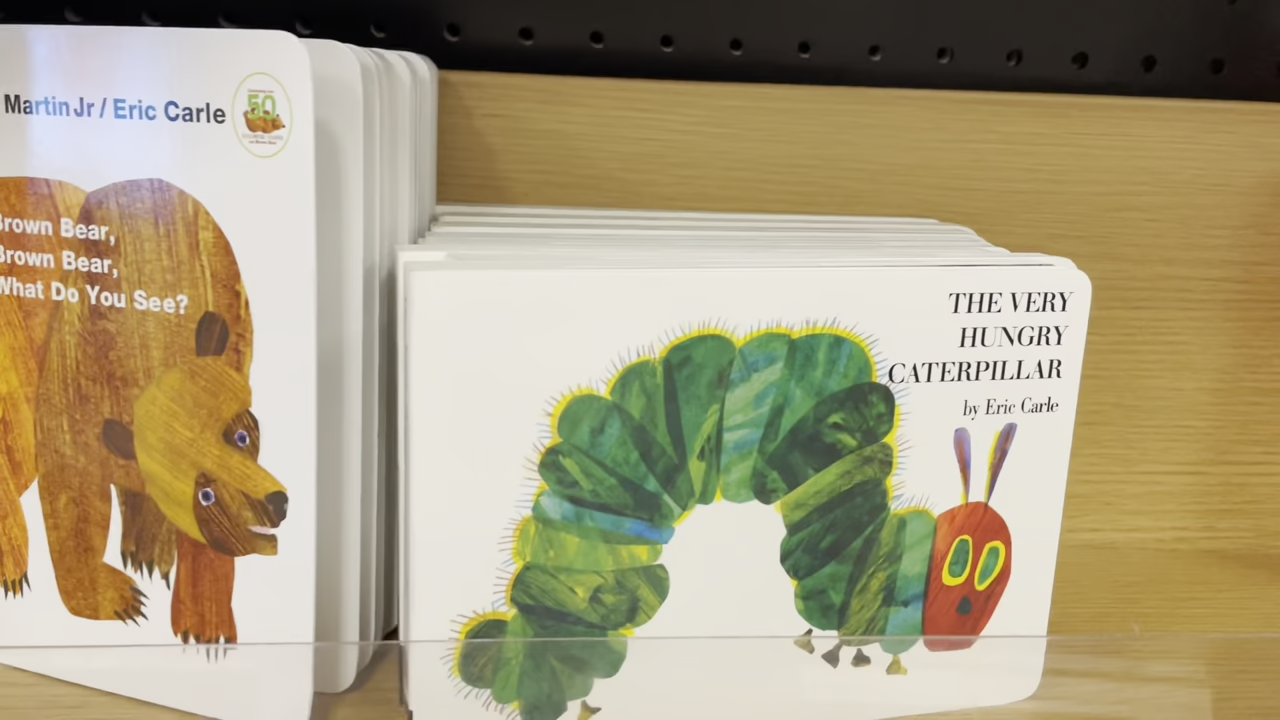 Martin Jr / Eric Carle
50
Brown Bear,
Brown Bear,
What Do You See?
THE VERY
HUNGRY
CATERPILLAR
by Eric Carle